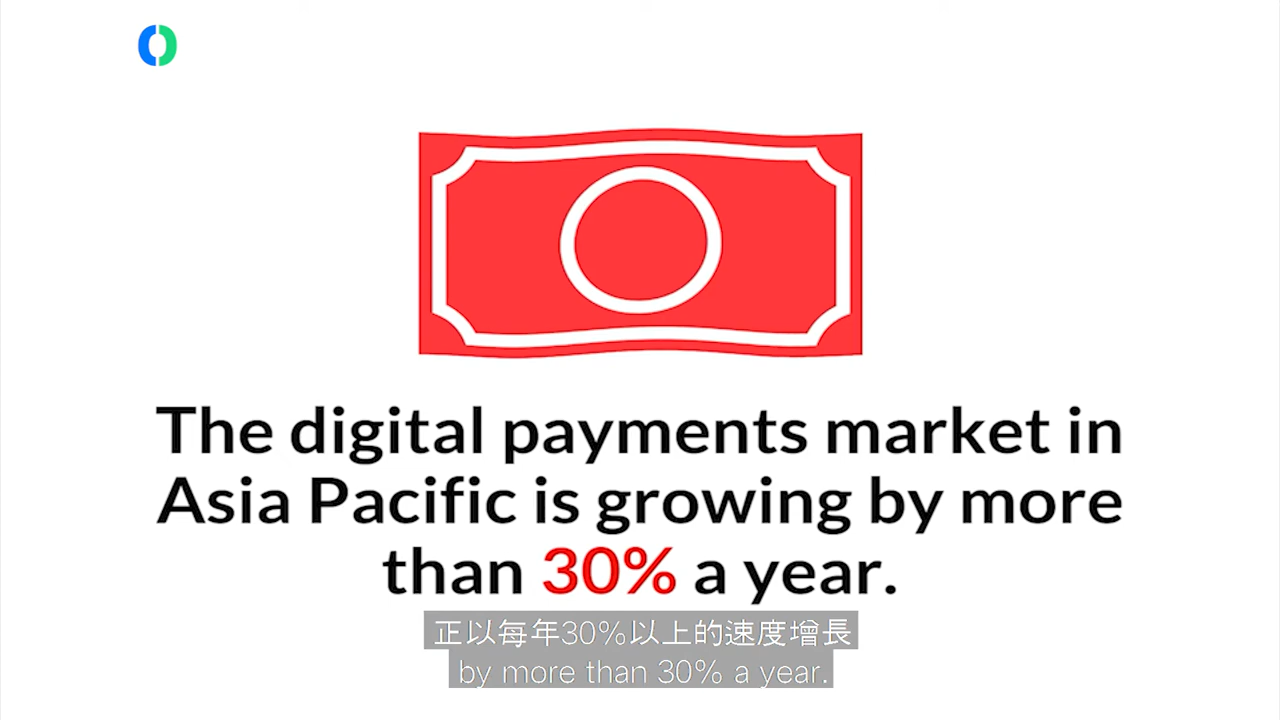 The digital payments market in
Asia Pacific is growing by more
than 30% a year.
正以每年30%以上的速度增長
by more than 30% a year.